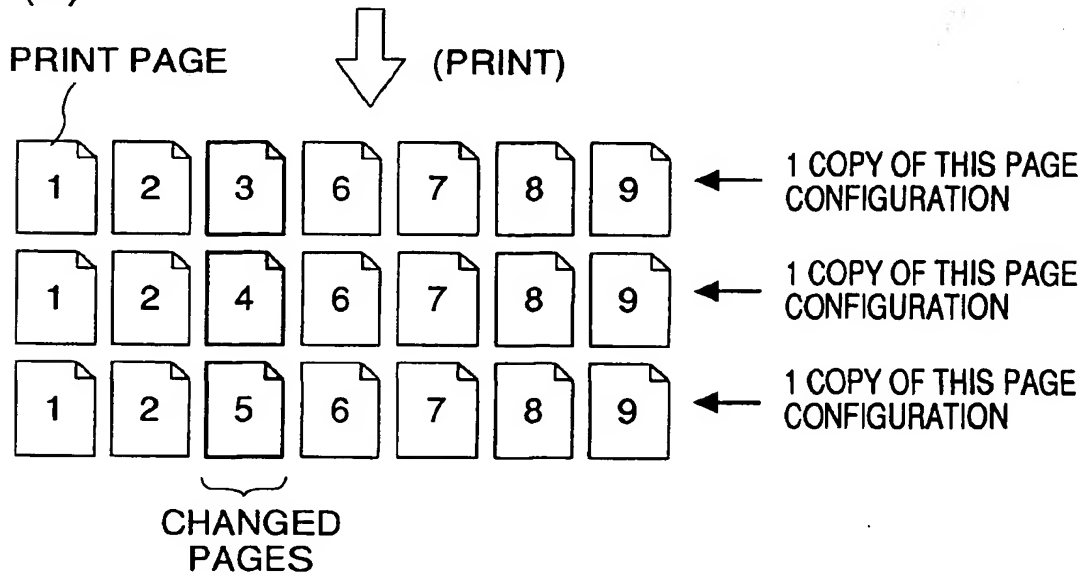 PRINT PAGE (PRINT)
1 2 3 6 7 8 9 1 COPY OF THIS PAGE
CONFIGURATION
1 2 4 6 7 8 9 1 COPY OF THIS PAGE
CONFIGURATION
1 2 5 6 7 8 9 1 COPY OF THIS PAGE
CONFIGURATION
CHANGED
PAGES